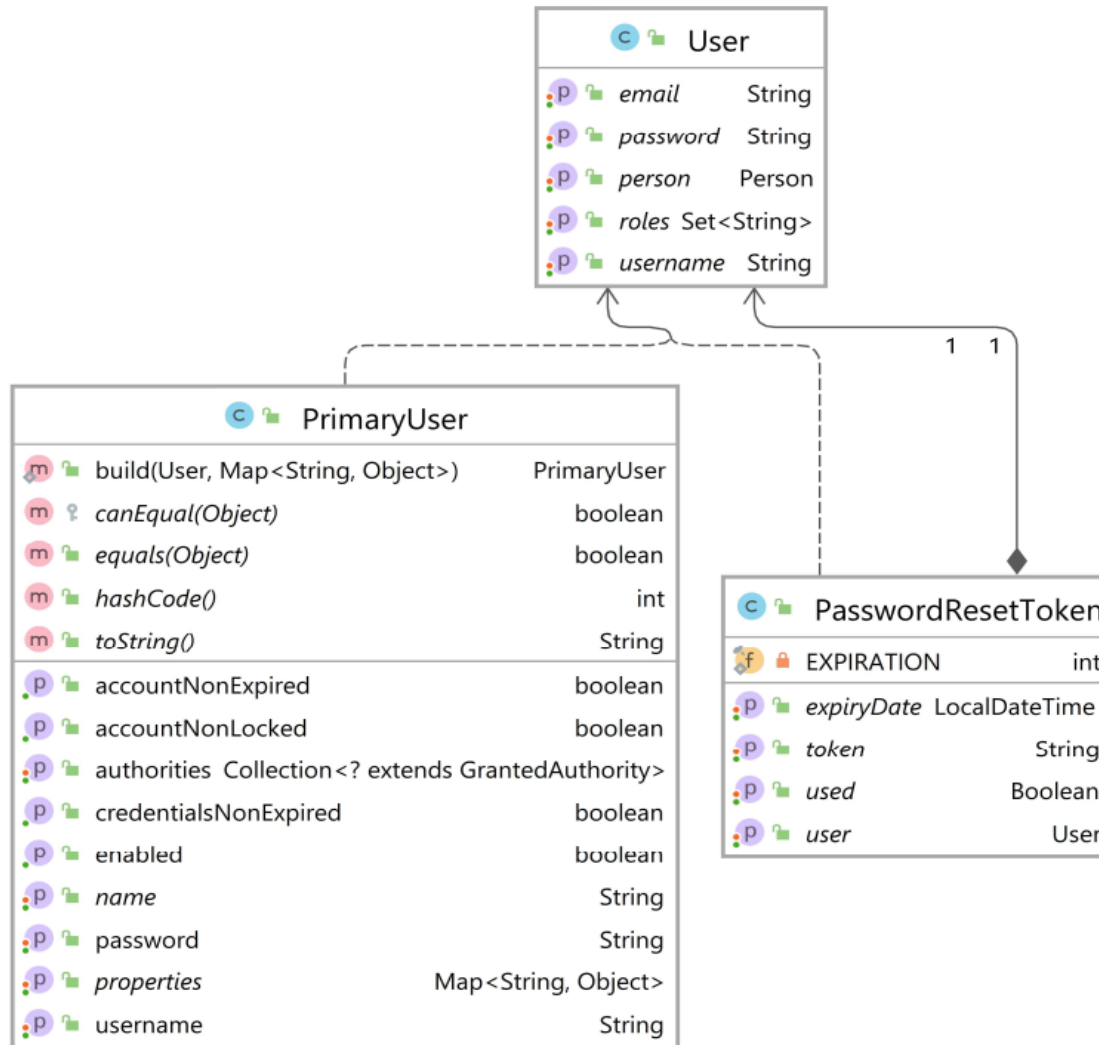 C User
p email String
p password String
p person Person
p roles Set<String>
p username String
1 1
C PrimaryUser
m build(User, Map<String, Object>) PrimaryUser
m canEqual(Object) boolean
m equals(Object) boolean
m hashCode() int
m toString() String
p accountNonExpired boolean
p accountNonLocked boolean
p authorities Collection<? extends GrantedAuthority>
p credentialsNonExpired boolean
p enabled boolean
p name String
p password String
p properties Map<String, Object>
p username String
C PasswordResetToken
f EXPIRATION int
p expiryDate LocalDateTime
p token String
p used Boolean
p user User